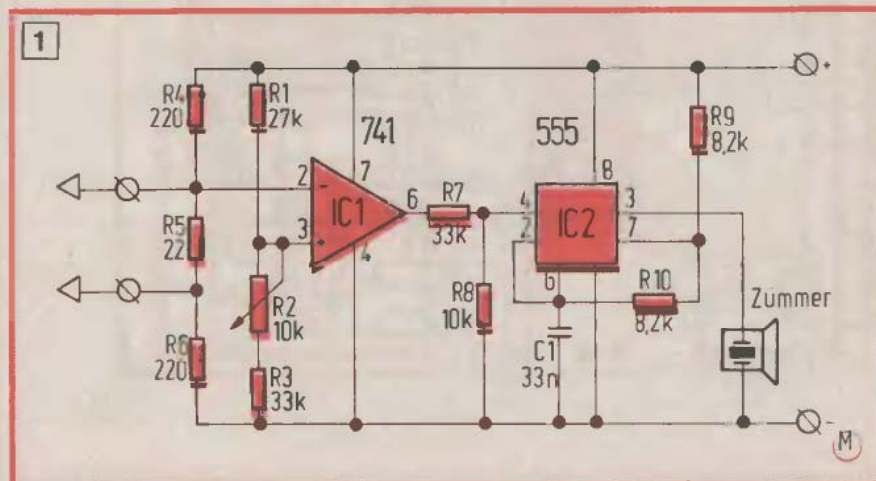 1
R4
220
R1
27k
741
555
R9
8,2k
+
7
8
2
-
IC1
6
R7
33k
4
2
IC2
3
7
R5
22
3
+
4
6
R2
10k
R8
10k
R10
8,2k
Zummer
R6
220
R3
33k
C1
33n
-
M